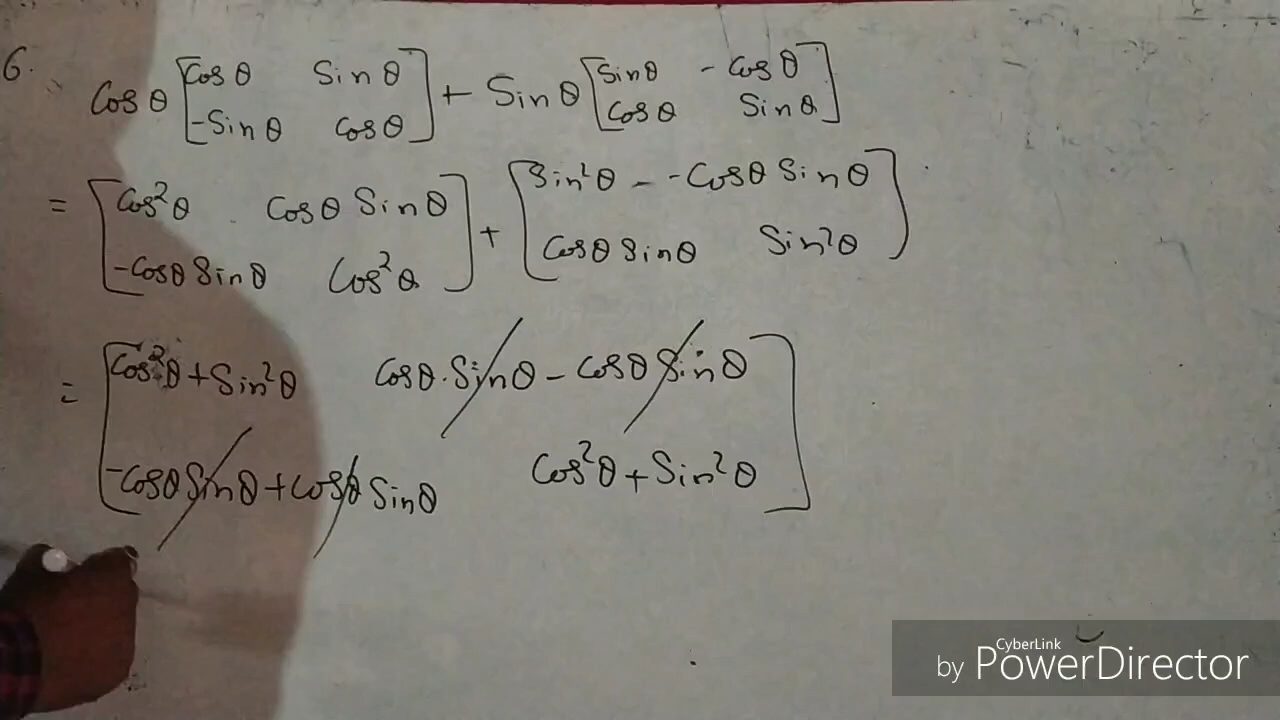 6.
Cos θ [Cos θ Sin θ] + Sin θ [Sin θ - Cos θ]
[-Sin θ Cos θ] [Cos θ Sin θ]
= [Cos²θ Cos θ Sin θ] + [Sin²θ - -Cos θ Sin θ]
[-Cos θ Sin θ Cos²θ] [Cos θ Sin θ Sin²θ]
= [Cos²θ + Sin²θ Cos θ . Sin θ - Cos θ Sin θ]
[-Cos θ Sin θ + Cos θ Sin θ Cos²θ + Sin²θ]
CyberLink
by PowerDirector